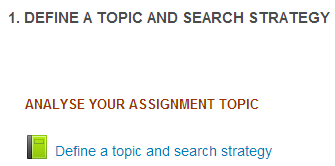 1. DEFINE A TOPIC AND SEARCH STRATEGY
ANALYSE YOUR ASSIGNMENT TOPIC
Define a topic and search strategy